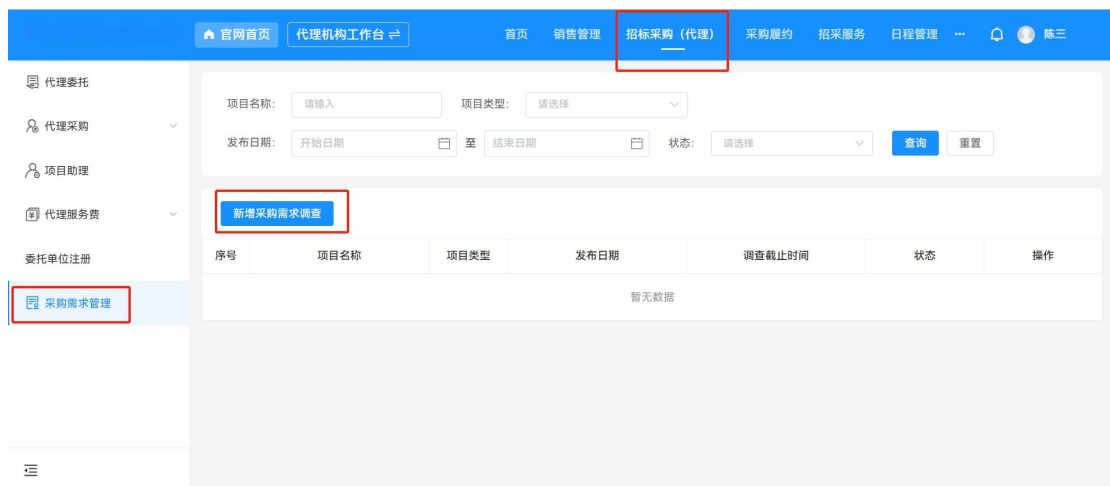 官网首页 代理机构工作台 首页 销售管理 招标采购（代理） 采购履约 招采服务 日程管理 ··· 陈三
代理委托
代理采购
项目助理
代理服务费
委托单位注册
采购需求管理
项目名称: 请输入 项目类型: 请选择
发布日期: 开始日期 至 结束日期 状态: 请选择 查询 重置
新增采购需求调查
序号 项目名称 项目类型 发布日期 调查截止时间 状态 操作
暂无数据